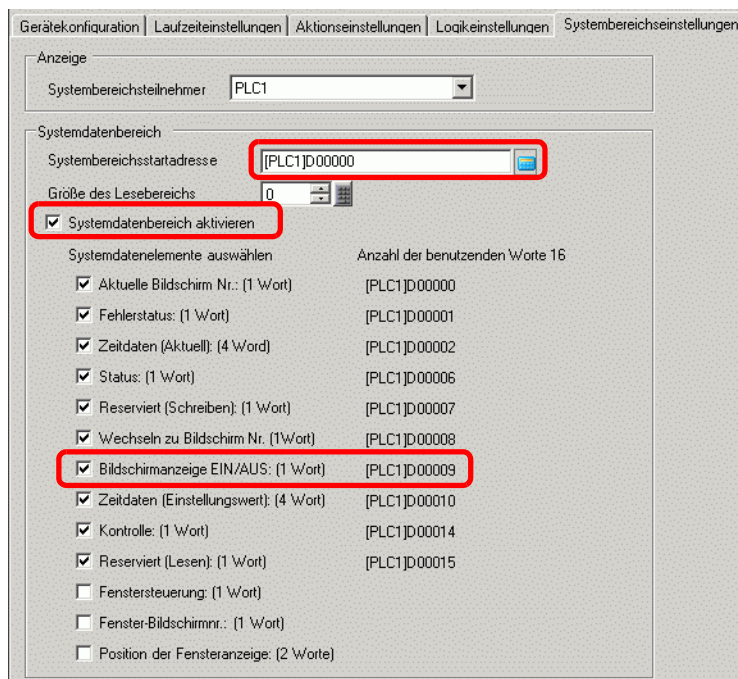 Gerätekonfiguration Laufzeiteinstellungen Aktionseinstellungen Logikeinstellungen Systembereichseinstellungen
Anzeige
Systembereichsteilnehmer PLC1
Systemdatenbereich
Systembereichsstartadresse [PLC1]D00000
Größe des Lesebereichs 0
Systemdatenbereich aktivieren
Systemdatenelemente auswählen Anzahl der benutzenden Worte 16
Aktuelle Bildschirm Nr.: (1 Wort) [PLC1]D00000
Fehlerstatus: (1 Wort) [PLC1]D00001
Zeitdaten (Aktuell): (4 Word) [PLC1]D00002
Status: (1 Wort) [PLC1]D00006
Reserviert (Schreiben): (1 Wort) [PLC1]D00007
Wechseln zu Bildschirm Nr. (1Wort) [PLC1]D00008
Bildschirmanzeige EIN/AUS: (1 Wort) [PLC1]D00009
Zeitdaten (Einstellungswert): (4 Wort) [PLC1]D00010
Kontrolle: (1 Wort) [PLC1]D00014
Reserviert (Lesen): (1 Wort) [PLC1]D00015
Fenstersteuerung: (1 Wort)
Fenster-Bildschirmnr.: (1 Wort)
Position der Fensteranzeige: (2 Worte)